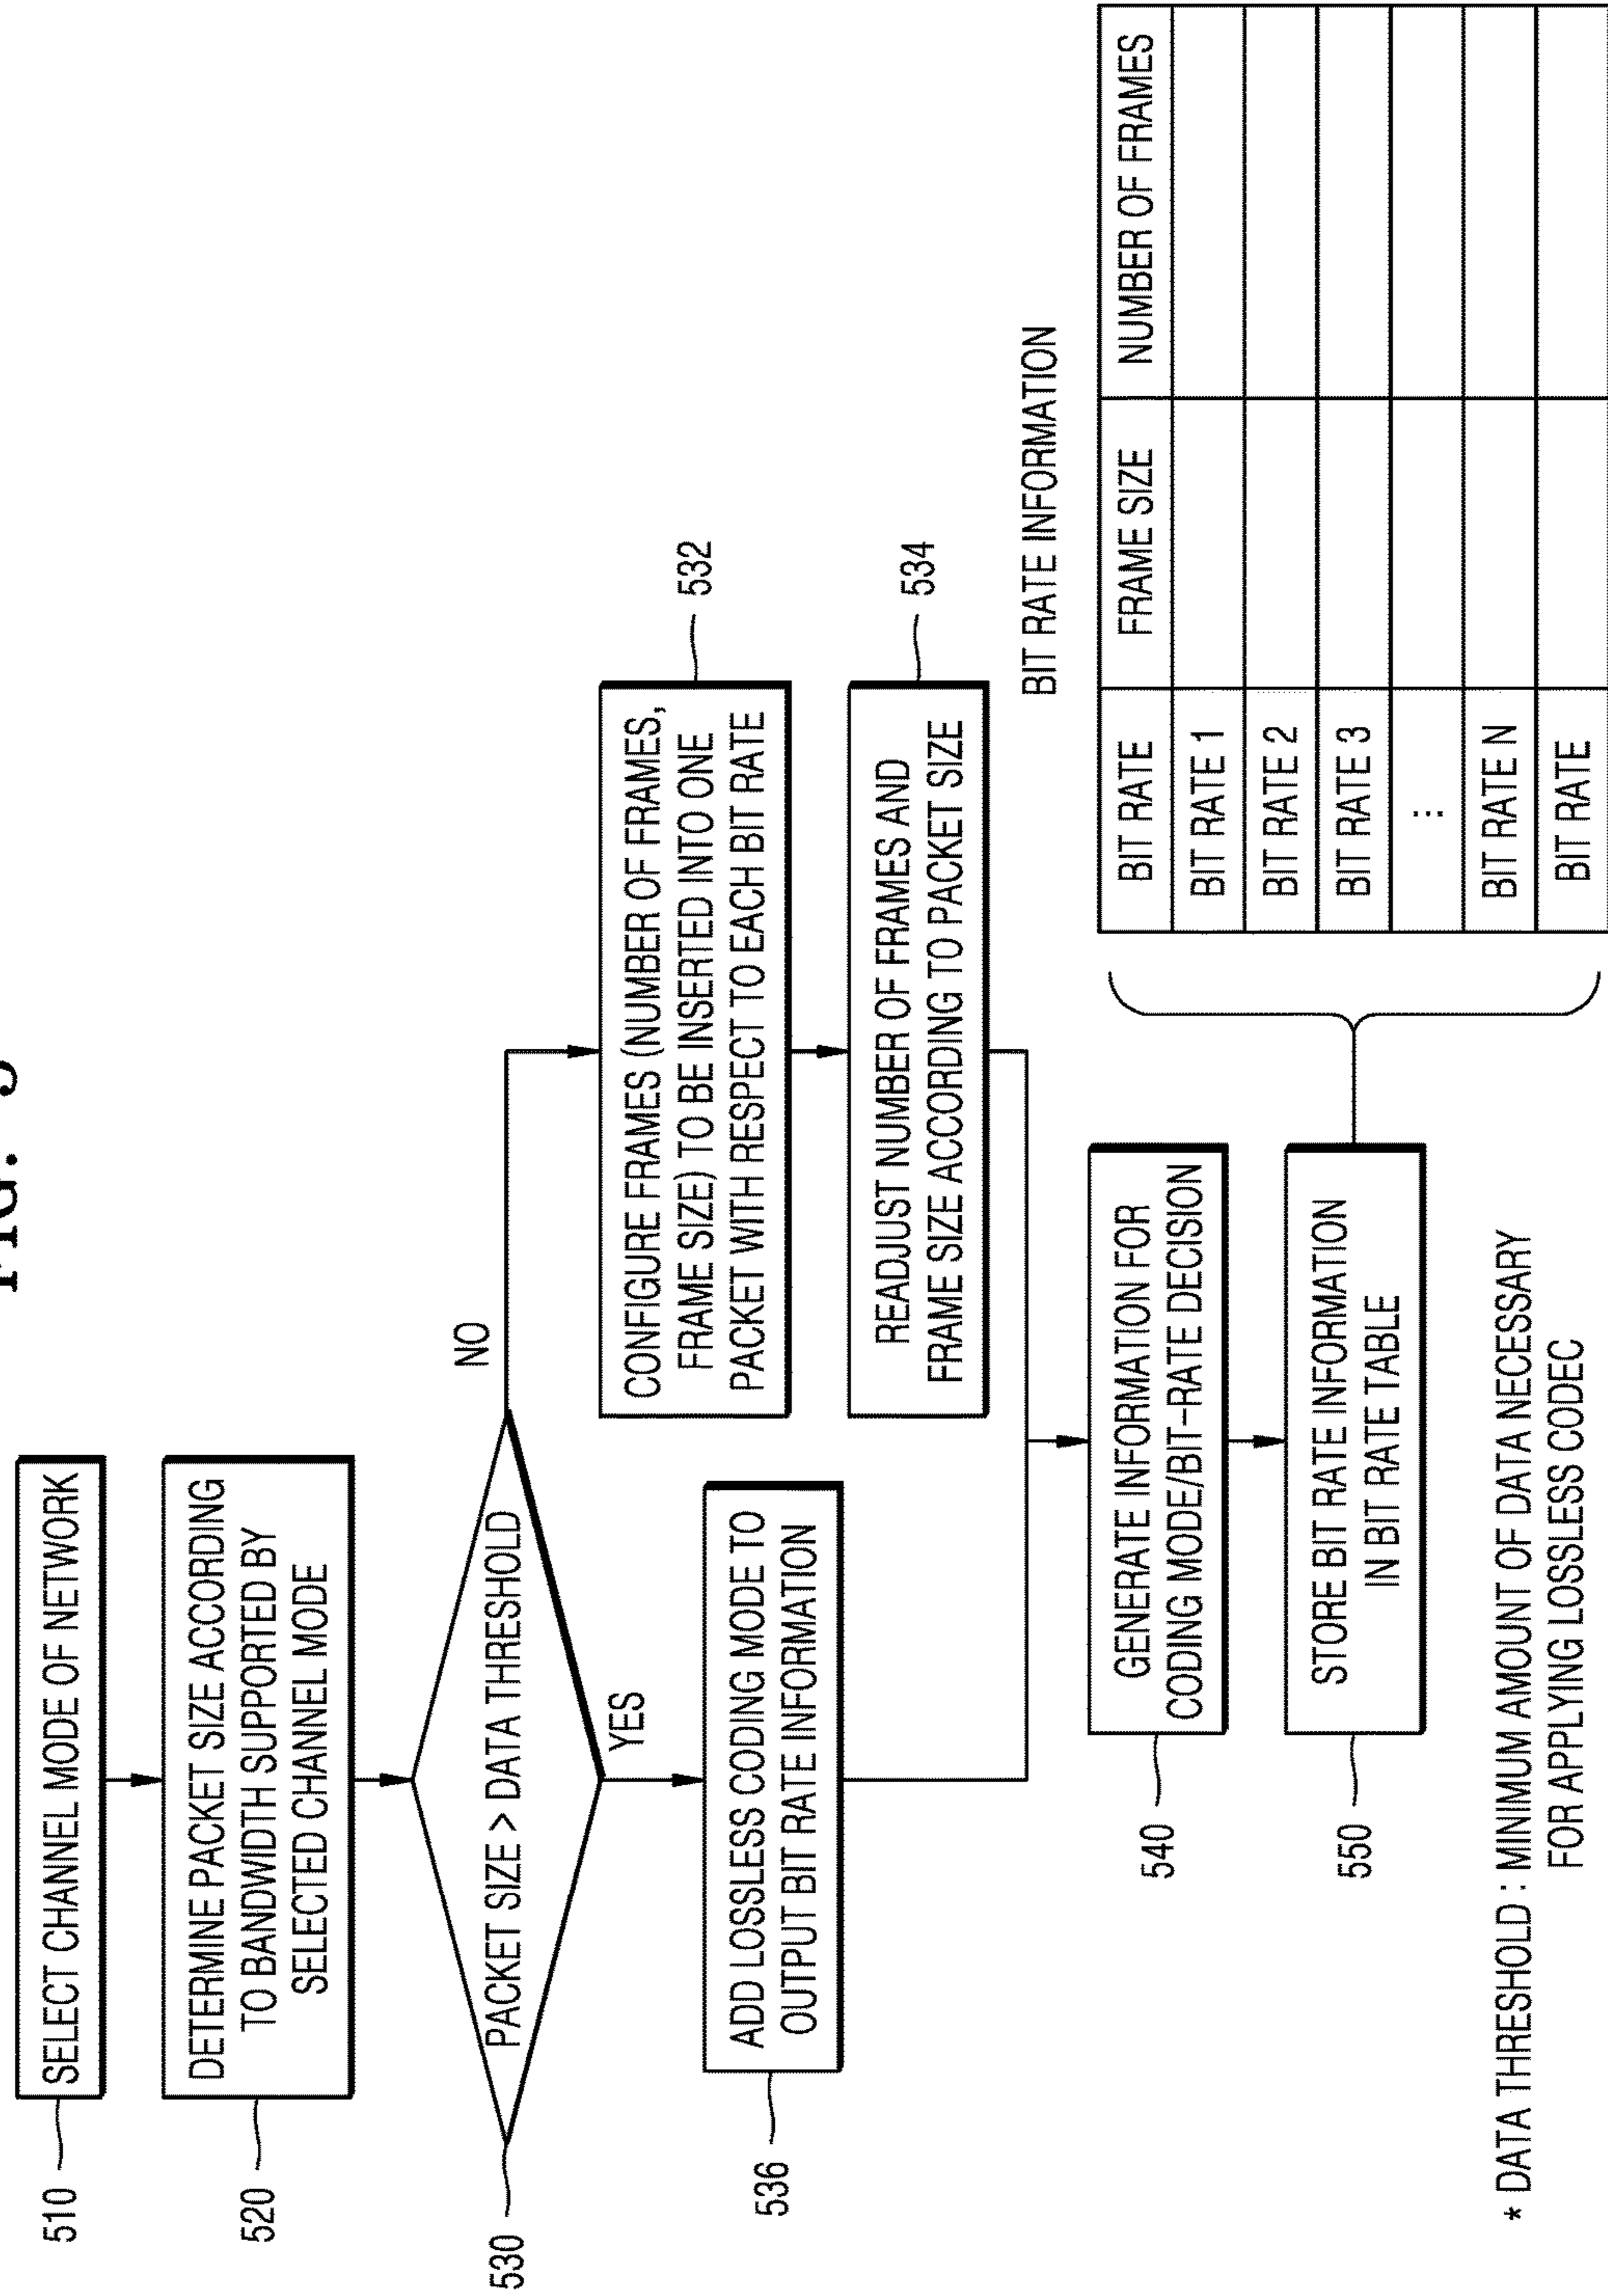 FIG. 5
510
SELECT CHANNEL MODE OF NETWORK
520
DETERMINE PACKET SIZE ACCORDING
TO BANDWIDTH SUPPORTED BY
SELECTED CHANNEL MODE
530
PACKET SIZE > DATA THRESHOLD
NO
YES
CONFIGURE FRAMES (NUMBER OF FRAMES,
FRAME SIZE) TO BE INSERTED INTO ONE
PACKET WITH RESPECT TO EACH BIT RATE
532
536
ADD LOSSLESS CODING MODE TO
OUTPUT BIT RATE INFORMATION
READJUST NUMBER OF FRAMES AND
FRAME SIZE ACCORDING TO PACKET SIZE
534
540
GENERATE INFORMATION FOR
CODING MODE/BIT-RATE DECISION
550
STORE BIT RATE INFORMATION
IN BIT RATE TABLE
BIT RATE INFORMATION
BIT RATE FRAME SIZE NUMBER OF FRAMES
BIT RATE 1
BIT RATE 2
BIT RATE 3
...
BIT RATE N
BIT RATE
* DATA THRESHOLD : MINIMUM AMOUNT OF DATA NECESSARY
FOR APPLYING LOSSLESS CODEC